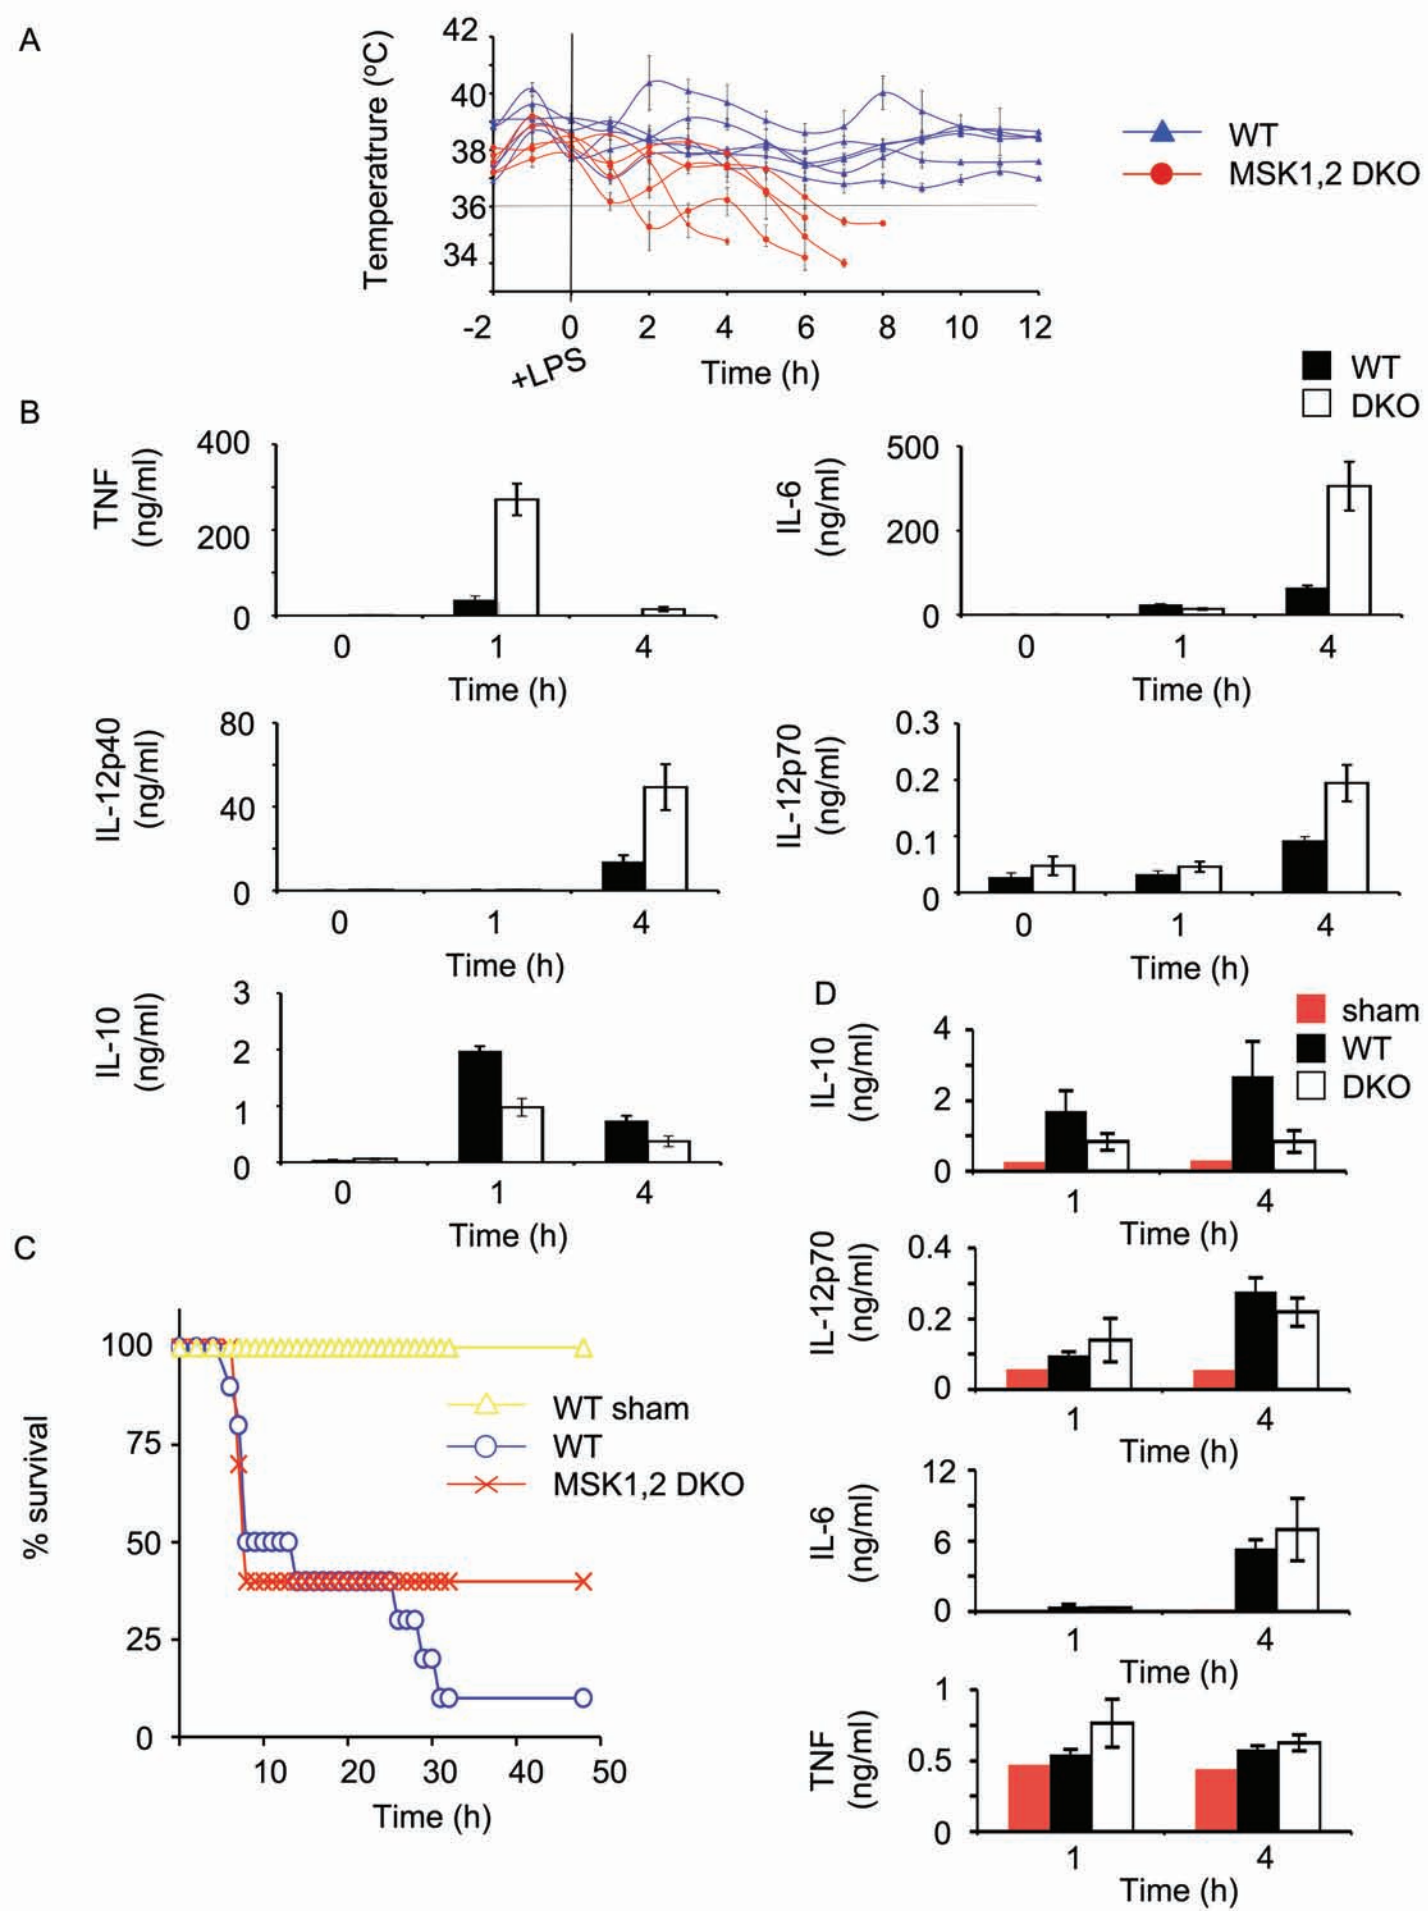 A
Temperatrure (ºC)
42
40
38
36
34
-2 0 2 4 6 8 10 12
+LPS
Time (h)
WT
MSK1,2 DKO
WT
DKO
B
TNF
(ng/ml)
400
200
0
0 1 4
Time (h)
IL-6
(ng/ml)
500
200
0
0 1 4
Time (h)
IL-12p40
(ng/ml)
80
40
0
0 1 4
Time (h)
IL-12p70
(ng/ml)
0.3
0.2
0.1
0
0 1 4
Time (h)
IL-10
(ng/ml)
3
2
1
0
0 1 4
Time (h)
C
% survival
100
75
50
25
0
10 20 30 40 50
Time (h)
WT sham
WT
MSK1,2 DKO
D
sham
WT
DKO
IL-10
(ng/ml)
4
2
0
1 4
Time (h)
IL-12p70
(ng/ml)
0.4
0.2
0
1 4
Time (h)
IL-6
(ng/ml)
12
6
0
1 4
Time (h)
TNF
(ng/ml)
1
0.5
0
1 4
Time (h)